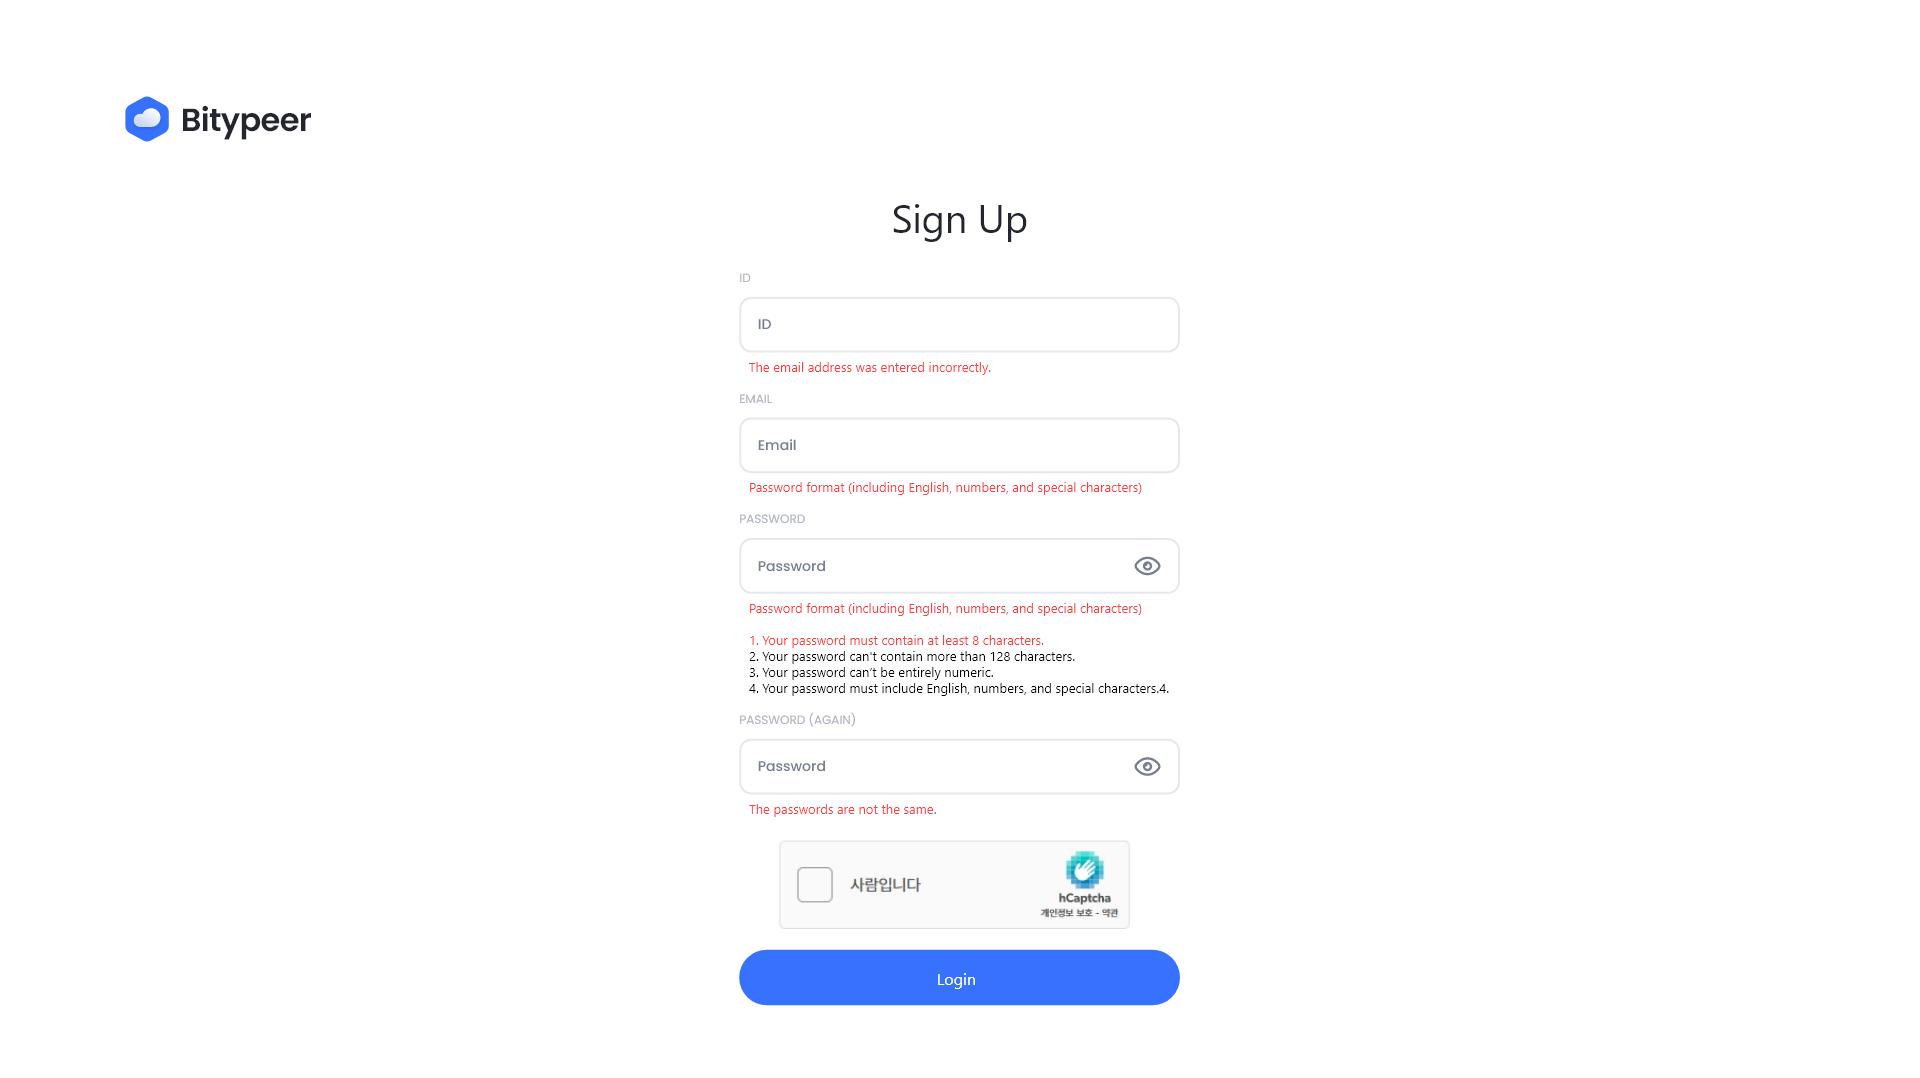 Bitypeer
Sign Up
ID
ID
The email address was entered incorrectly.
EMAIL
Email
Password format (including English, numbers, and special characters)
PASSWORD
Password
Password format (including English, numbers, and special characters)
1. Your password must contain at least 8 characters.
2. Your password can't contain more than 128 characters.
3. Your password can't be entirely numeric.
4. Your password must include English, numbers, and special characters.4.
PASSWORD (AGAIN)
Password
The passwords are not the same.
사람입니다
hCaptcha
개인정보 보호 - 약관
Login